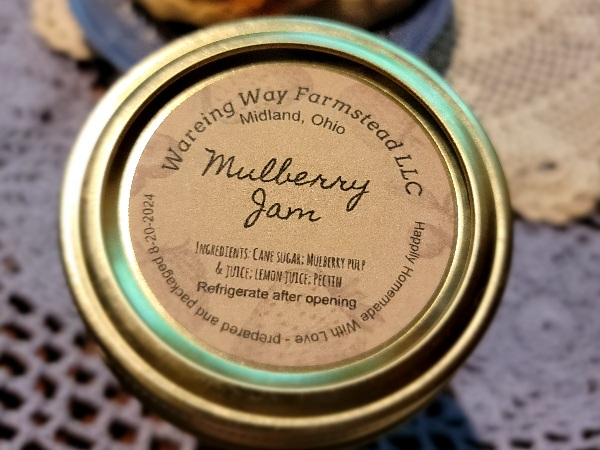 Wareing Way Farmstead LLC
Midland, Ohio
Mulberry
Jam
Ingredients: Cane sugar; Mulberry pulp
& juice; lemon juice; pectin
Refrigerate after opening
Happily Homemade With Love - prepared and packaged 8-20-2024